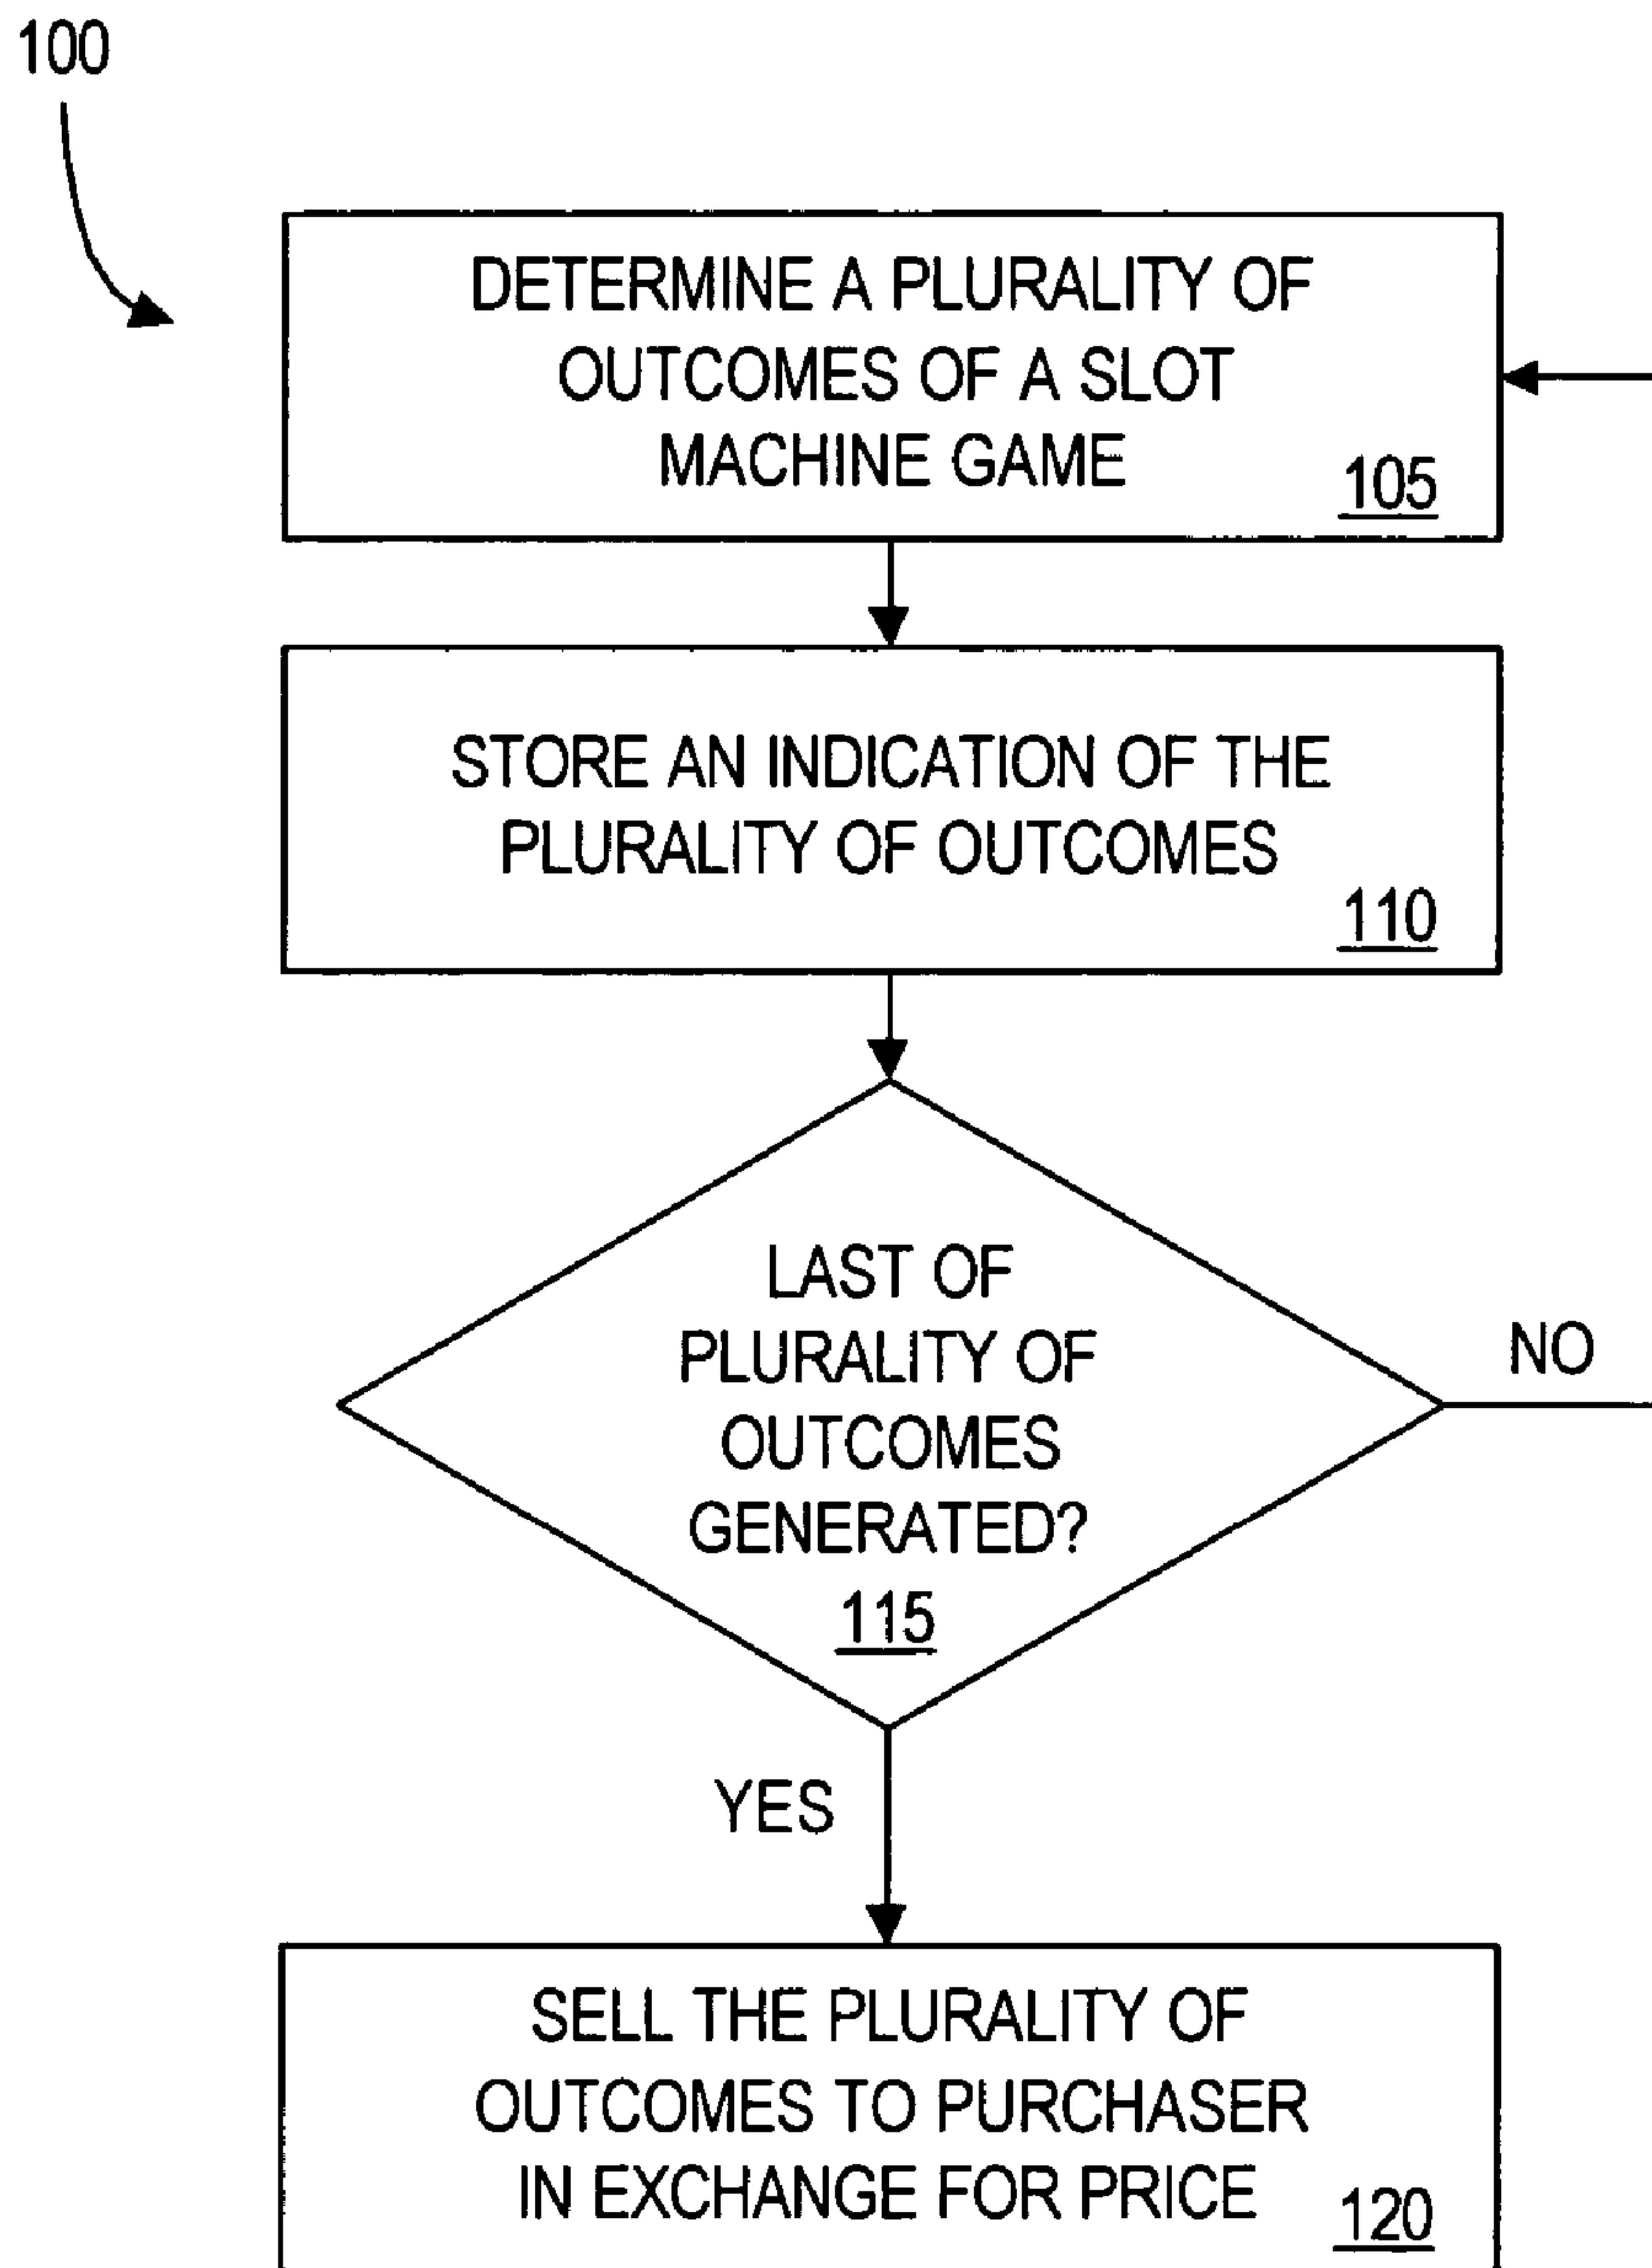 100
DETERMINE A PLURALITY OF
OUTCOMES OF A SLOT
MACHINE GAME
105
STORE AN INDICATION OF THE
PLURALITY OF OUTCOMES
110
LAST OF
PLURALITY OF
OUTCOMES
GENERATED?
115
NO
YES
SELL THE PLURALITY OF
OUTCOMES TO PURCHASER
IN EXCHANGE FOR PRICE
120